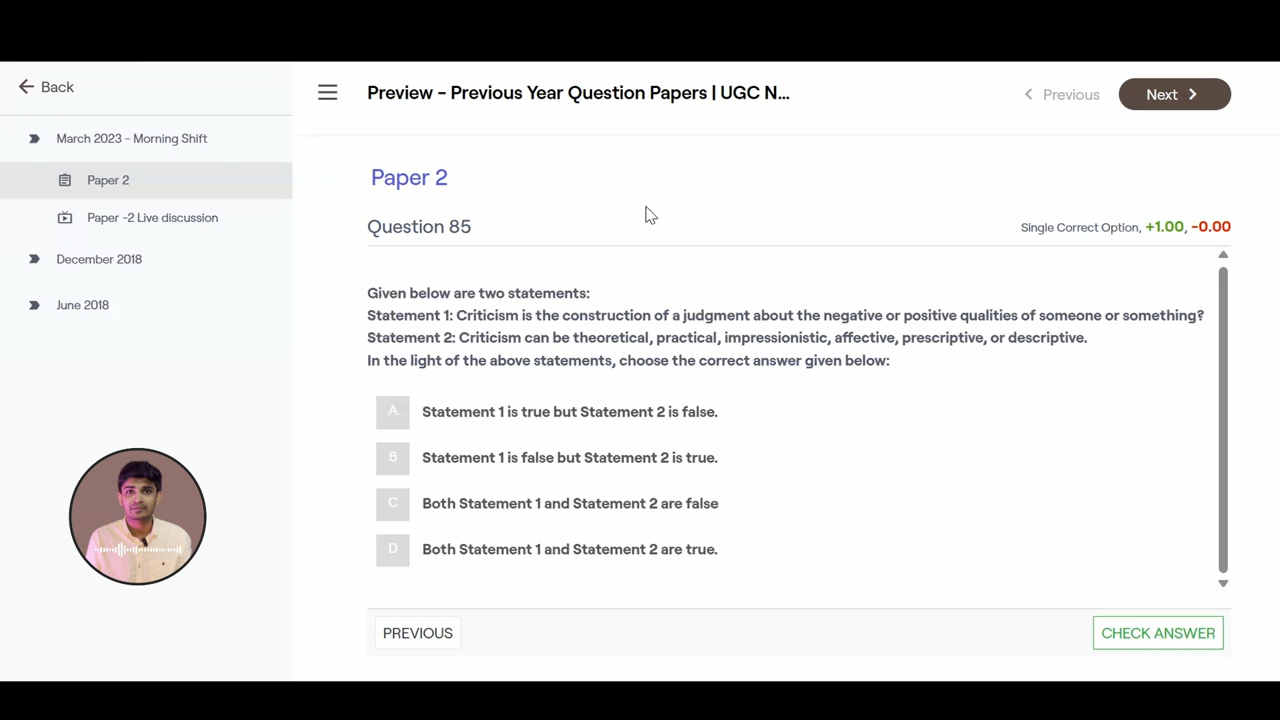 Back
Preview - Previous Year Question Papers | UGC N...
Previous
Next
March 2023 - Morning Shift
Paper 2
Paper -2 Live discussion
December 2018
June 2018
Paper 2
Question 85
Single Correct Option, +1.00, -0.00
Given below are two statements:
Statement 1: Criticism is the construction of a judgment about the negative or positive qualities of someone or something?
Statement 2: Criticism can be theoretical, practical, impressionistic, affective, prescriptive, or descriptive.
In the light of the above statements, choose the correct answer given below:
A Statement 1 is true but Statement 2 is false.
B Statement 1 is false but Statement 2 is true.
C Both Statement 1 and Statement 2 are false
D Both Statement 1 and Statement 2 are true.
PREVIOUS
CHECK ANSWER